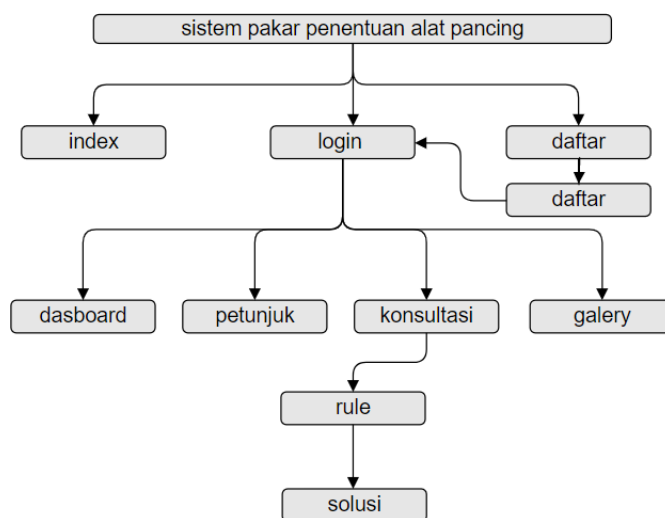 sistem pakar penentuan alat pancing
index
login
daftar
daftar
dasboard
petunjuk
konsultasi
galery
rule
solusi